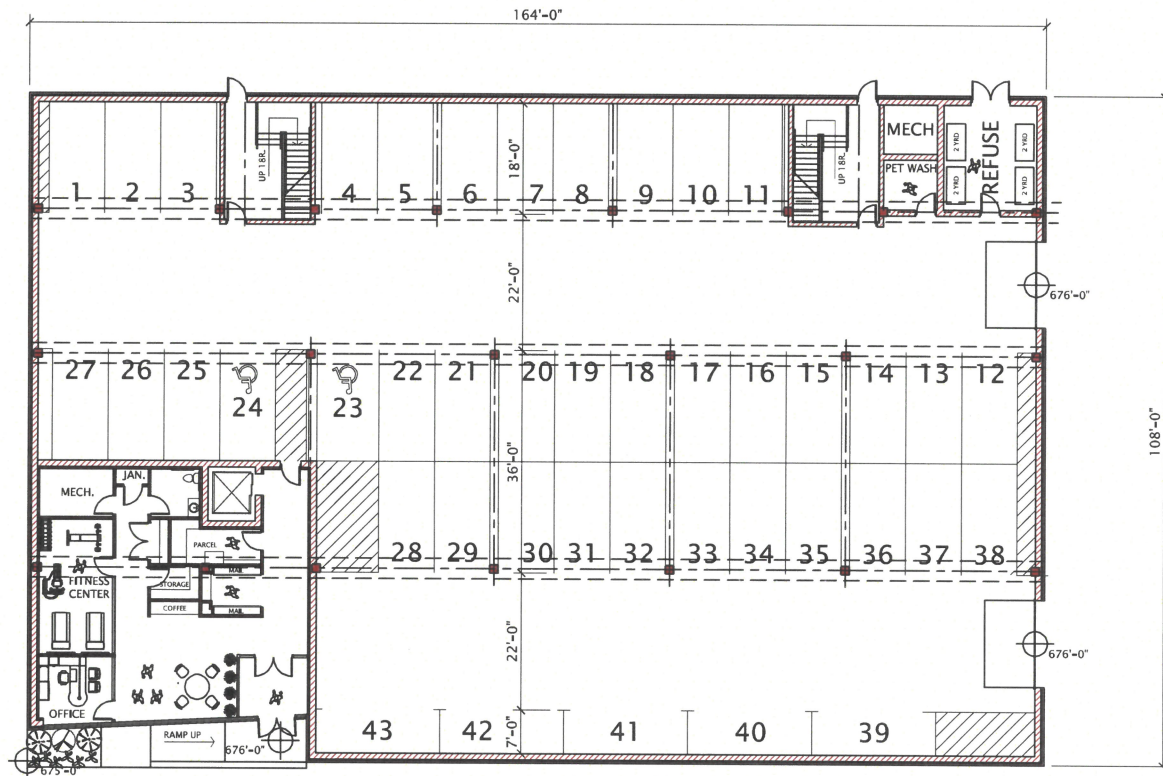 164'-0"
MECH
REFUSE
2 YRD
2 YRD
2 YRD
2 YRD
PET WASH
UP 18R.
UP 18R.
18'-0"
1 2 3 4 5 6 7 8 9 10 11
22'-0"
676'-0"
27 26 25 24 23 22 21 20 19 18 17 16 15 14 13 12
108'-0"
36'-0"
JAN.
MECH.
PARCEL
MAIL
FITNESS
CENTER
STORAGE
COFFEE
MAIL
28 29 30 31 32 33 34 35 36 37 38
22'-0"
676'-0"
OFFICE
43 42 41 40 39
7'-0"
RAMP UP
676'-0"
675'-0"